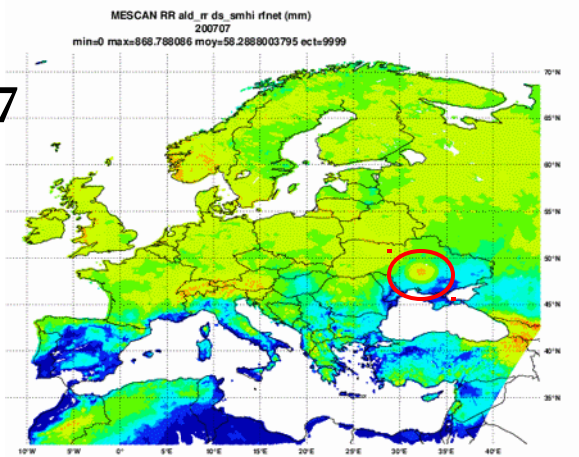 MESCAN RR ald_rr ds_smhi rfnet (mm)
200707
min=0 max=868.788086 moy=58.2888003795 ect=9999
7
70°N
65°N
60°N
55°N
50°N
45°N
40°N
35°N
10°W 5°W 0° 5°E 10°E 15°E 20°E 25°E 30°E 35°E 40°E